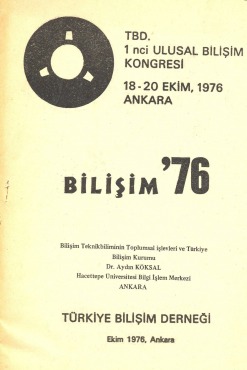 TBD.
1 nci ULUSAL BİLİŞİM
KONGRESİ
18-20 EKİM, 1976
ANKARA
BİLİŞİM '76
Bilişim Teknikbiliminin Toplumsal işlevleri ve Türkiye
Bilişim Kurumu
Dr. Aydın KÖKSAL
Hacettepe Üniversitesi Bilgi İşlem Merkezi
ANKARA
TÜRKİYE BİLİŞİM DERNEĞİ
Ekim 1976, Ankara